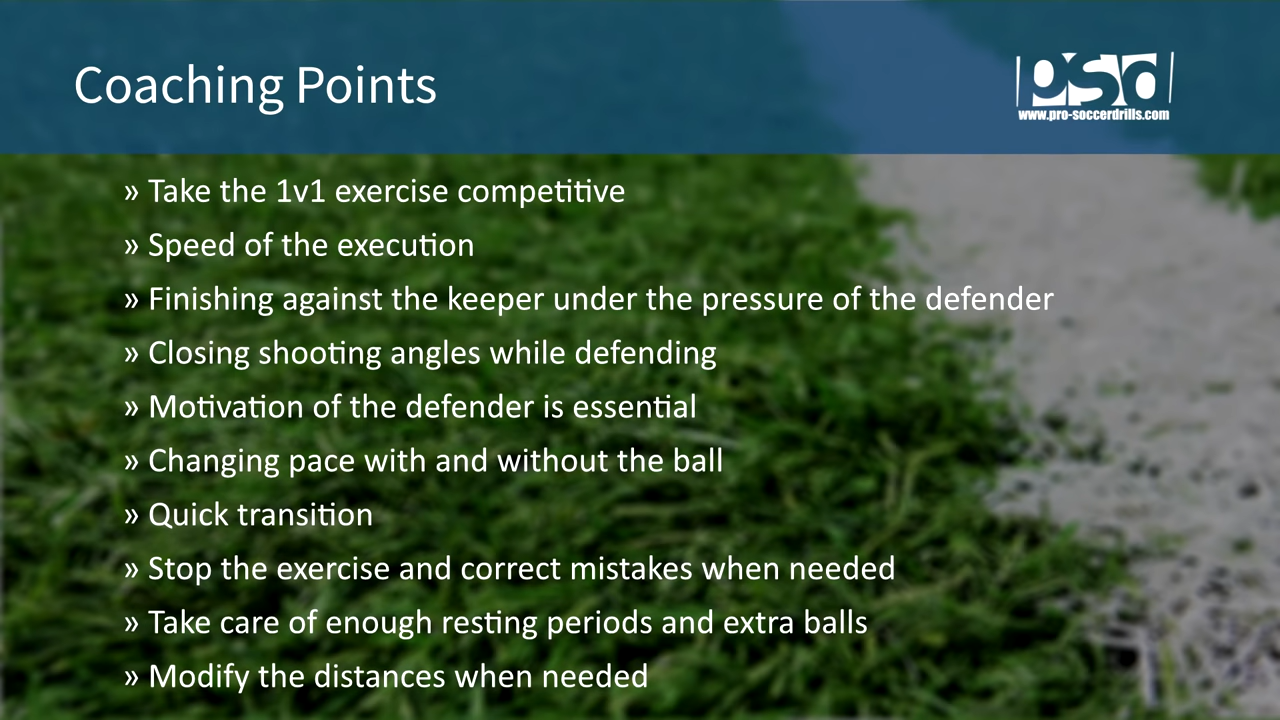 Coaching Points
psd
www.pro-soccerdrills.com
» Take the 1v1 exercise competitive
» Speed of the execution
» Finishing against the keeper under the pressure of the defender
» Closing shooting angles while defending
» Motivation of the defender is essential
» Changing pace with and without the ball
» Quick transition
» Stop the exercise and correct mistakes when needed
» Take care of enough resting periods and extra balls
» Modify the distances when needed